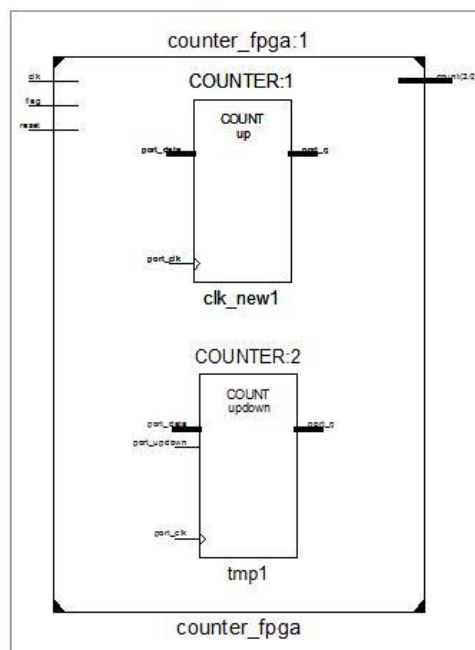 counter_fpga:1
clk
flag
reset
count(2:0)
COUNTER:1
COUNT
up
port_data
port_q
port_clk
clk_new1
COUNTER:2
COUNT
updown
port_data
port_q
port_updown
port_clk
tmp1
counter_fpga